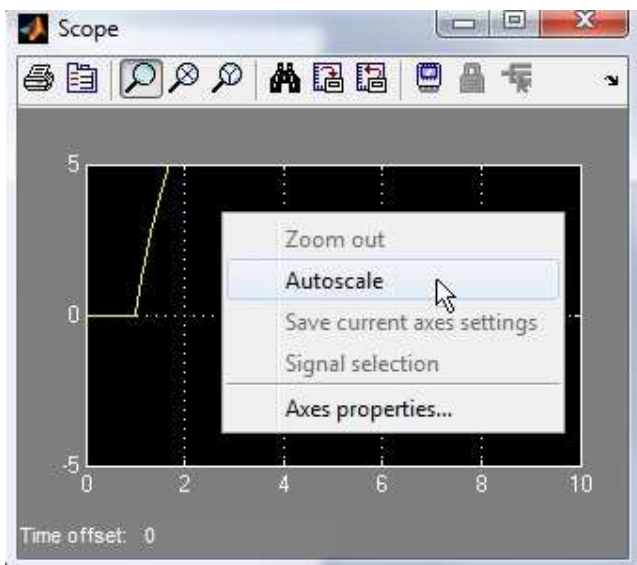 Scope
5
Zoom out
Autoscale
0
Save current axes settings
Signal selection
Axes properties...
-5
0 2 4 6 8 10
Time offset: 0